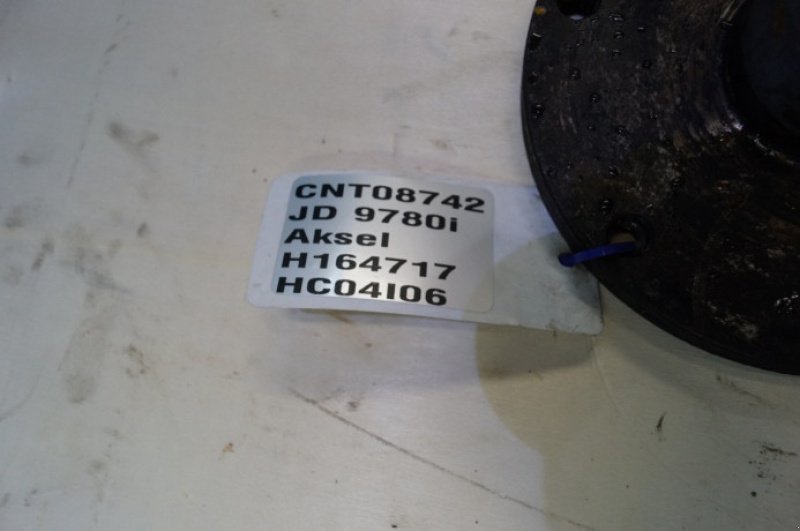 CNT08742
JD 9780i
Aksel
H164717
HC04I06